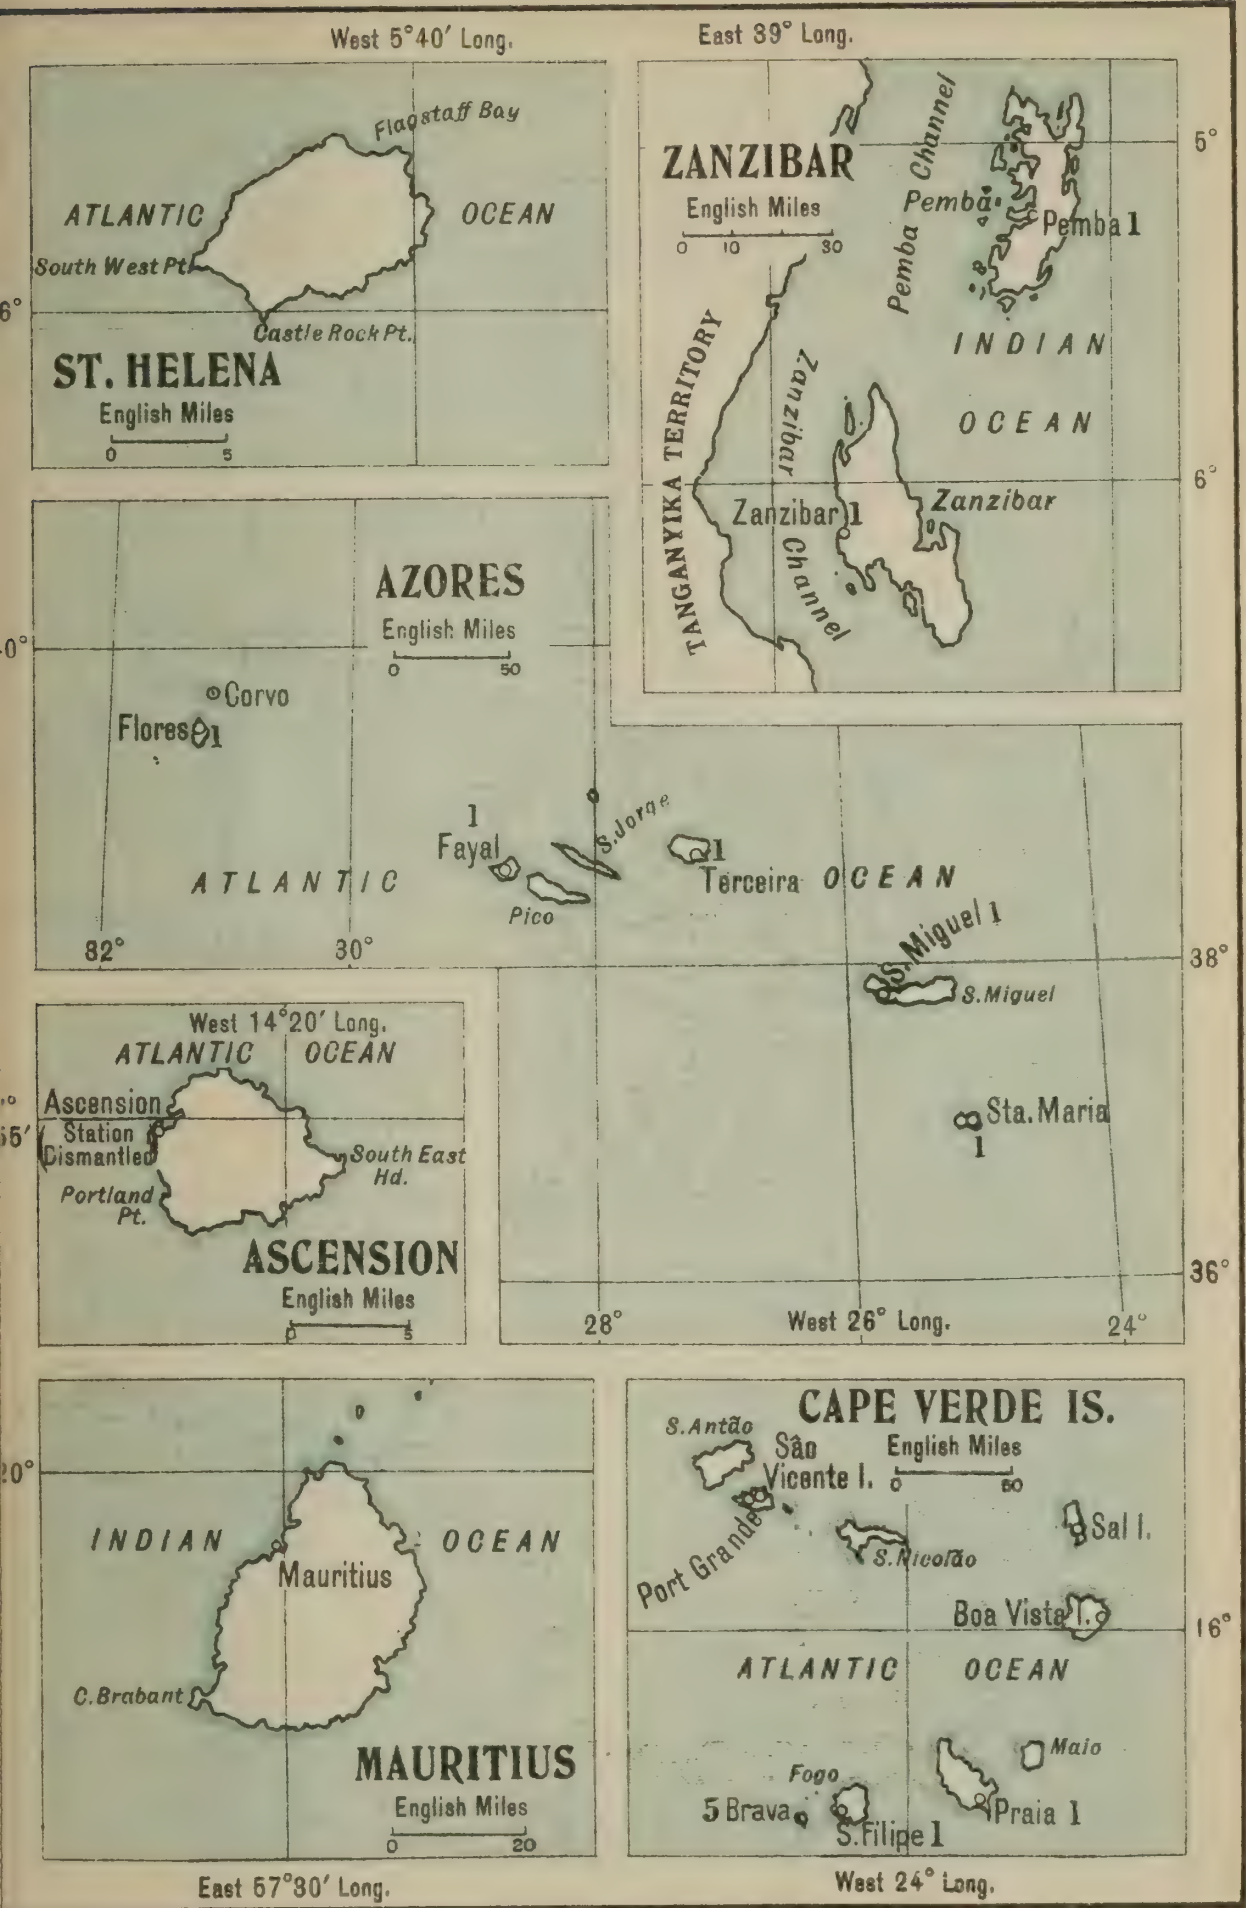 West 5°40′ Long.
Flagstaff Bay
ATLANTIC OCEAN
South West Pt.
6°
Castle Rock Pt.
ST. HELENA
English Miles
0 5
East 39° Long.
ZANZIBAR
English Miles
0 10 30
Pemba Channel
Pemba
Pemba 1
5°
INDIAN
OCEAN
TANGANYIKA TERRITORY
Zanzibar Channel
6°
Zanzibar 1
Zanzibar
AZORES
English Miles
0 50
0°
Corvo
Flores 1
1
Fayal
S. Jorge
Pico
1
Terceira
ATLANTIC OCEAN
32° 30°
S. Miguel 1
38°
S. Miguel
Sta. Maria
1
36°
28° West 26° Long. 24°
West 14°20′ Long.
ATLANTIC OCEAN
Ascension
55′
(Station
Dismantled
South East
Hd.
Portland
Pt.
ASCENSION
English Miles
0 5
20°
INDIAN OCEAN
Mauritius
C. Brabant
MAURITIUS
English Miles
0 20
East 57°30′ Long.
CAPE VERDE IS.
English Miles
0 60
S. Antão
São
Vicente I.
Port Grande
S. Nicolão
Sal I.
Boa Vista I.
16°
ATLANTIC OCEAN
Maio
Fogo
5 Brava
S. Filipe 1
Praia 1
West 24° Long.